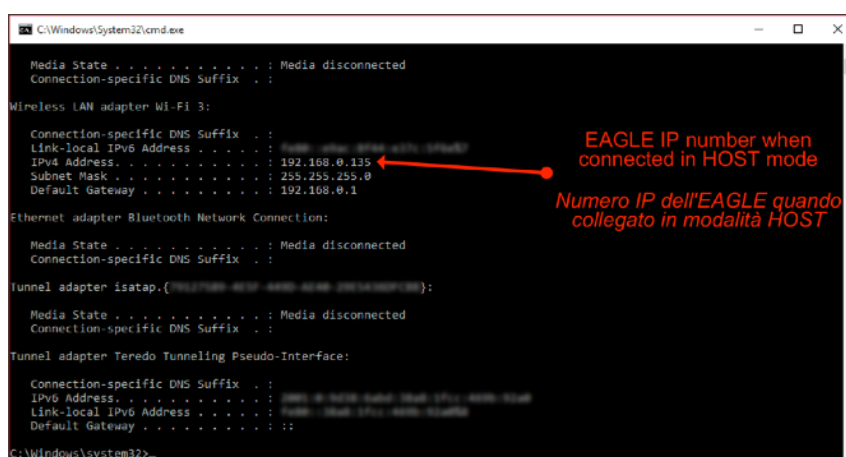 C:\Windows\System32\cmd.exe
Media State . . . . . . . . . . . : Media disconnected
Connection-specific DNS Suffix  . :
Wireless LAN adapter Wi-Fi 3:
Connection-specific DNS Suffix  . :
Link-local IPv6 Address . . . . . :
IPv4 Address. . . . . . . . . . . : 192.168.0.135
Subnet Mask . . . . . . . . . . . : 255.255.255.0
Default Gateway . . . . . . . . . : 192.168.0.1
EAGLE IP number when
connected in HOST mode
Numero IP dell'EAGLE quando
collegato in modalità HOST
Ethernet adapter Bluetooth Network Connection:
Media State . . . . . . . . . . . : Media disconnected
Connection-specific DNS Suffix  . :
Tunnel adapter isatap.{ }:
Media State . . . . . . . . . . . : Media disconnected
Connection-specific DNS Suffix  . :
Tunnel adapter Teredo Tunneling Pseudo-Interface:
Connection-specific DNS Suffix  . :
IPv6 Address. . . . . . . . . . . :
Link-local IPv6 Address . . . . . :
Default Gateway . . . . . . . . . : ::
C:\Windows\system32>_